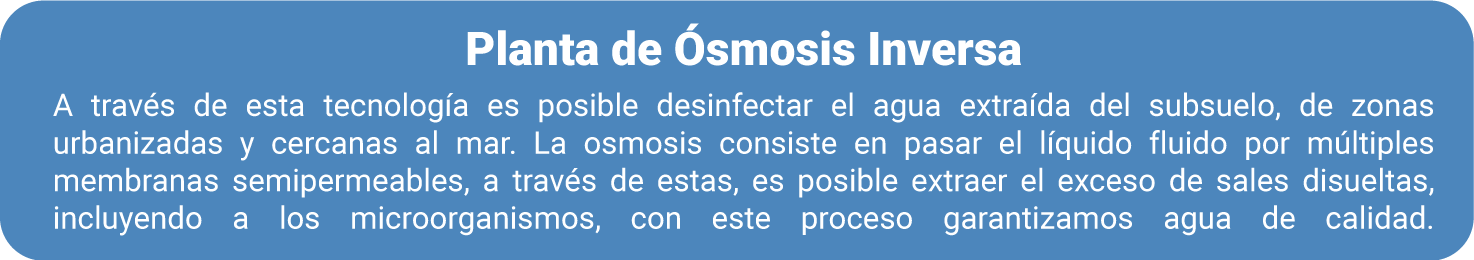 Planta de Ósmosis Inversa
A través de esta tecnología es posible desinfectar el agua extraída del subsuelo, de zonas
urbanizadas y cercanas al mar. La osmosis consiste en pasar el líquido fluido por múltiples
membranas semipermeables, a través de estas, es posible extraer el exceso de sales disueltas,
incluyendo a los microorganismos, con este proceso garantizamos agua de calidad.